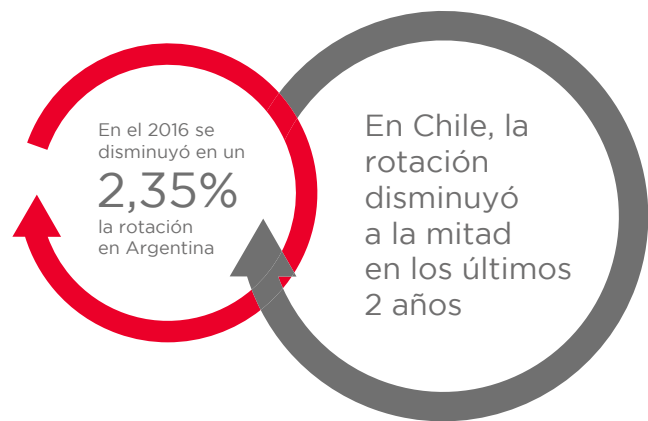 En el 2016 se
disminuyó en un
2,35%
la rotación
en Argentina
En Chile, la
rotación
disminuyó
a la mitad
en los últimos
2 años